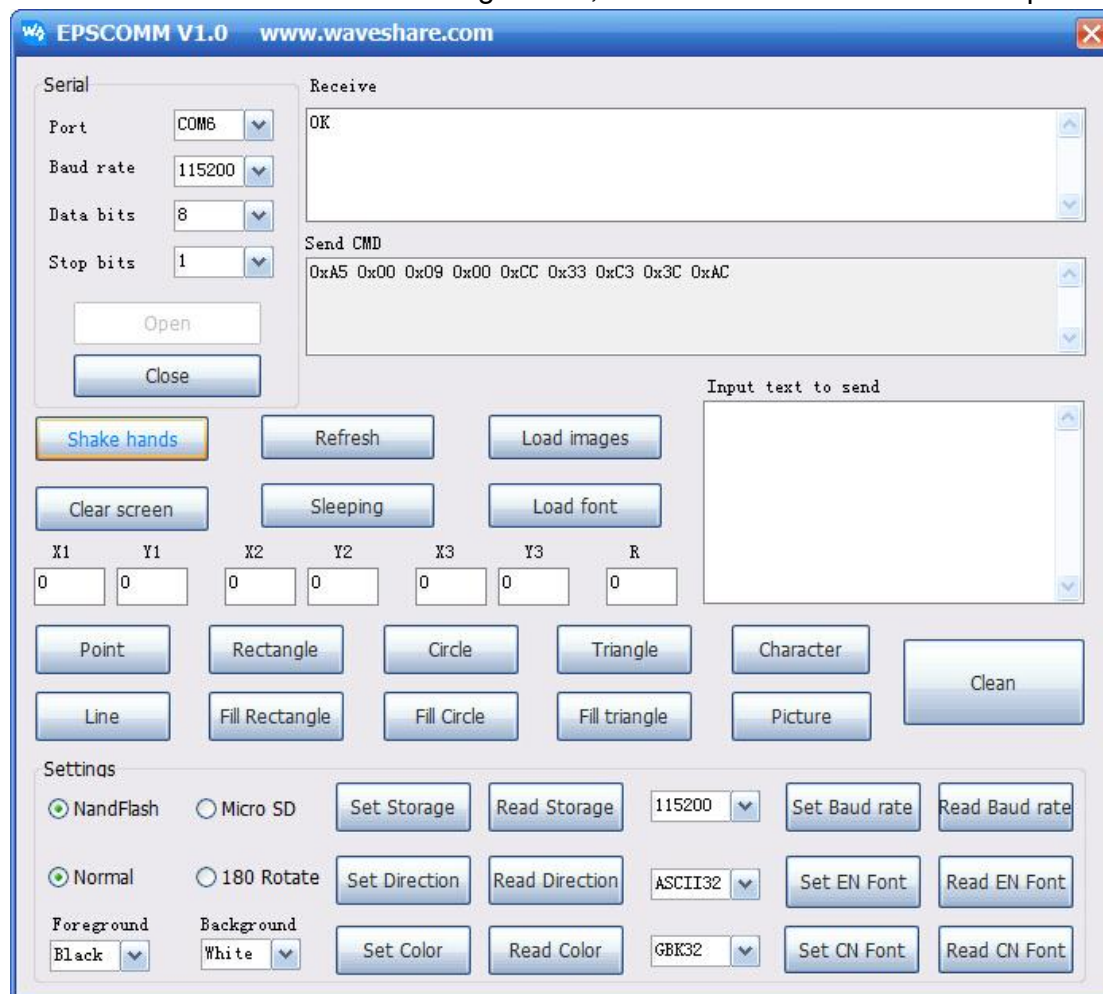 EPSCOMM V1.0 www.waveshare.com
Serial
Port COM6
Baud rate 115200
Data bits 8
Stop bits 1
Open
Close
Receive
OK
Send CMD
0xA5 0x00 0x09 0x00 0xCC 0x33 0xC3 0x3C 0xAC
Input text to send
Shake hands Refresh Load images
Clear screen Sleeping Load font
X1 Y1 X2 Y2 X3 Y3 R
0 0 0 0 0 0 0
Point Rectangle Circle Triangle Character
Clean
Line Fill Rectangle Fill Circle Fill triangle Picture
Settings
NandFlash Micro SD Set Storage Read Storage 115200 Set Baud rate Read Baud rate
Normal 180 Rotate Set Direction Read Direction ASCII32 Set EN Font Read EN Font
Foreground Background
Black White Set Color Read Color GBK32 Set CN Font Read CN Font